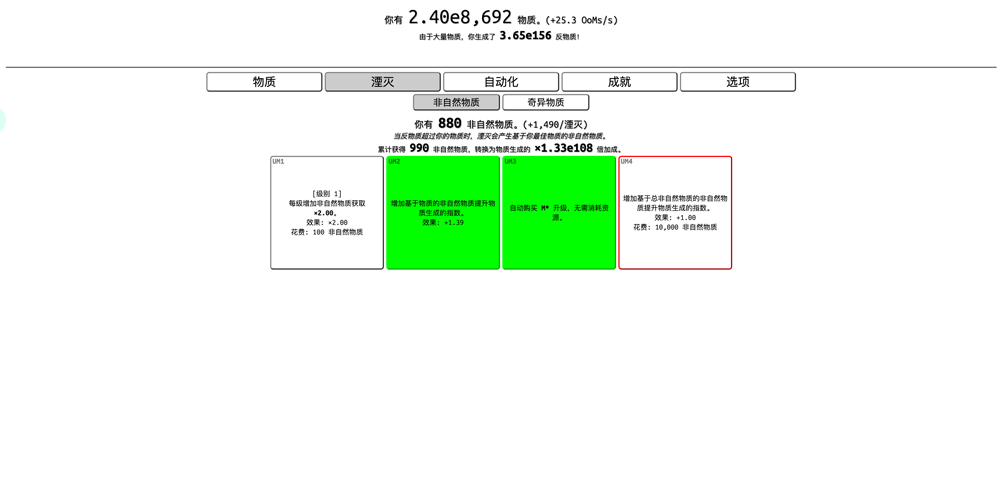 你有 2.40e8,692 物质。(+25.3 OoMs/s)
由于大量物质，你生成了 3.65e156 反物质！
物质
湮灭
自动化
成就
选项
非自然物质
奇异物质
你有 880 非自然物质。(+1,490/湮灭)
当反物质超过你的物质时，湮灭会产生基于你最佳物质的非自然物质。
累计获得 990 非自然物质，转换为物质生成的 ×1.33e108 倍加成。
UM1
[级别 1]
每级增加非自然物质获取
×2.00。
效果: ×2.00
花费: 100 非自然物质
UM2
增加基于物质的非自然物质提升物
质生成的指数。
效果: +1.39
UM3
自动购买 M* 升级，无需消耗资
源。
UM4
增加基于总非自然物质的非自然物
质提升物质生成的指数。
效果: +1.00
花费: 10,000 非自然物质